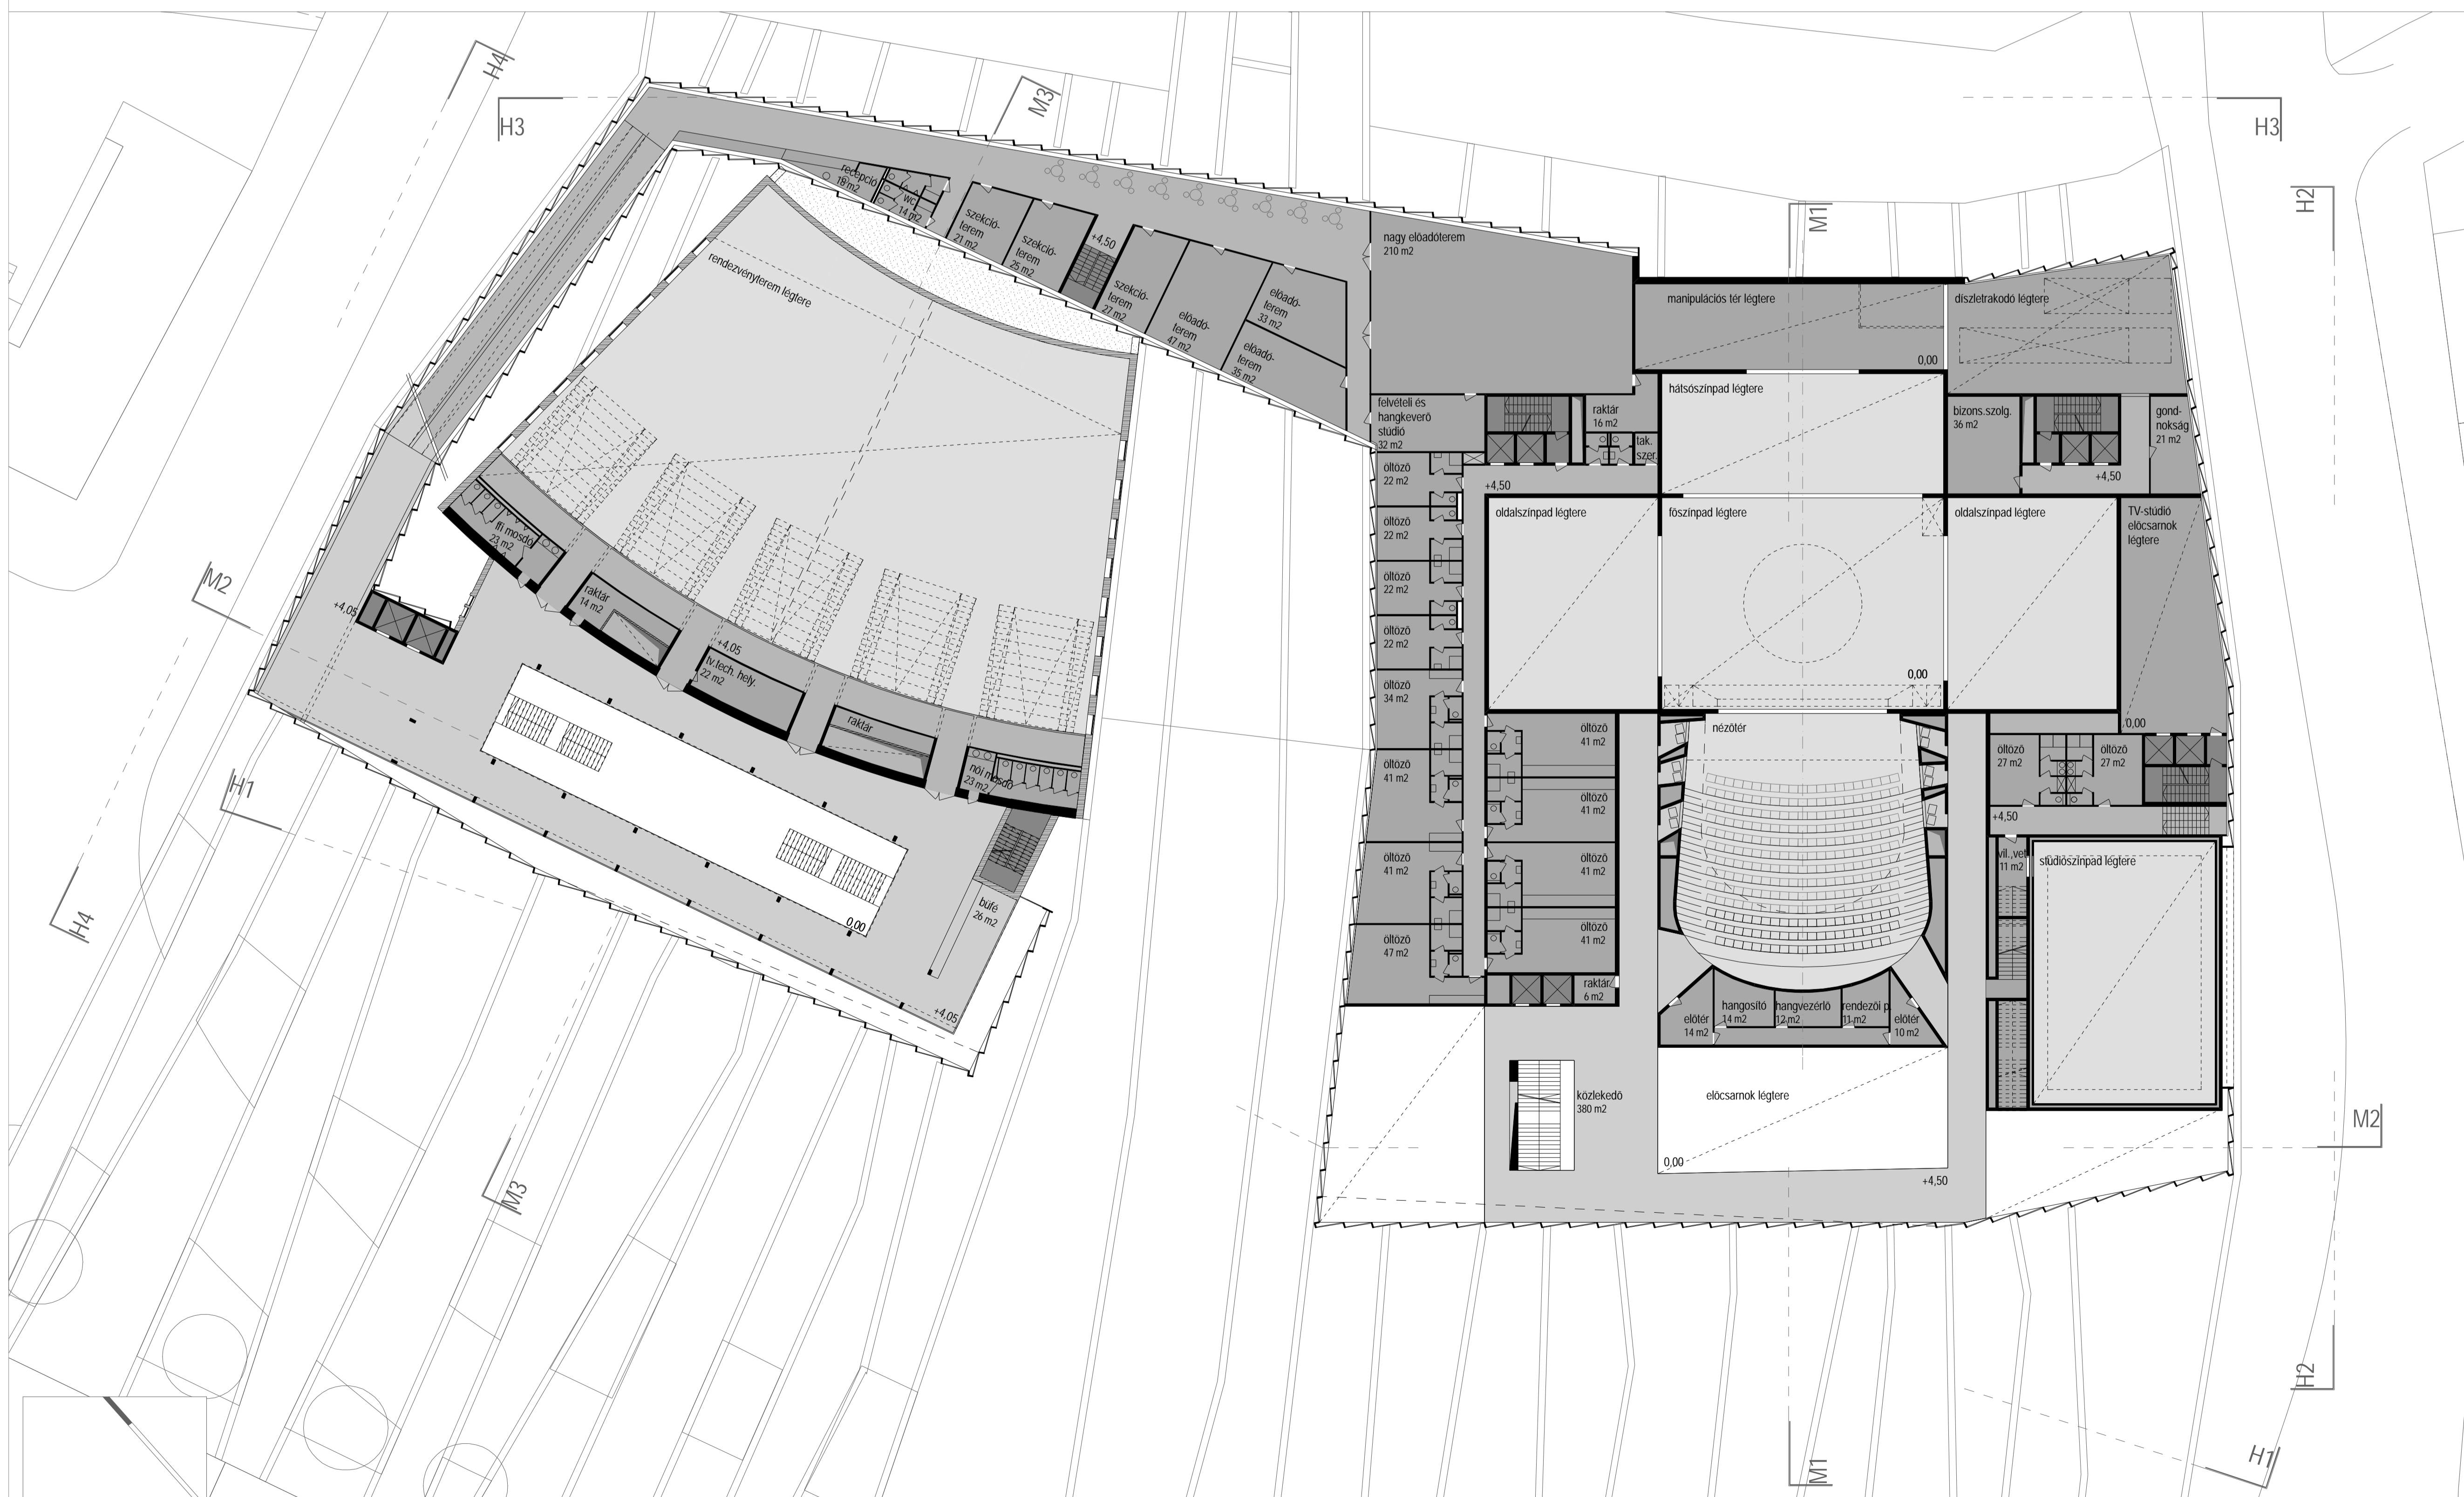 H4
H3
M3
H3
H2
M1
recepció
18 m2
wc
14 m2
szekció-
terem
21 m2
szekció-
terem
25 m2
+4,50
szekció-
terem
27 m2
előadó-
terem
47 m2
előadó-
terem
33 m2
előadó-
terem
35 m2
nagy előadóterem
210 m2
rendezvényterem légtere
manipulációs tér légtere
0,00
díszletrakodó légtere
hátsószínpad légtere
felvételi és
hangkeverő
stúdió
32 m2
raktár
16 m2
tak.
szer.
bizons.szolg.
36 m2
gond-
nokság
21 m2
+4,50
+4,50
öltöző
22 m2
öltöző
22 m2
öltöző
22 m2
öltöző
22 m2
öltöző
34 m2
öltöző
41 m2
öltöző
41 m2
öltöző
47 m2
oldalszínpad légtere
főszínpad légtere
0,00
oldalszínpad légtere
TV-stúdió
előcsarnok
légtere
0,00
ffi mosdó
23 m2
raktár
14 m2
+4,05
tv.tech. hely.
22 m2
raktár
női mosdó
23 m2
M2
+4,05
H1
H4
0,00
büfé
26 m2
+4,05
M3
öltöző
41 m2
öltöző
41 m2
öltöző
41 m2
öltöző
41 m2
raktár
6 m2
nézőtér
öltöző
27 m2
öltöző
27 m2
+4,50
vil.,vet
11 m2
stúdiószínpad légtere
előtér
14 m2
hangosító
14 m2
hangvezérlő
12 m2
rendezői p
11 m2
előtér
10 m2
közlekedő
380 m2
előcsarnok légtere
0,00
+4,50
M2
H2
H1
M1